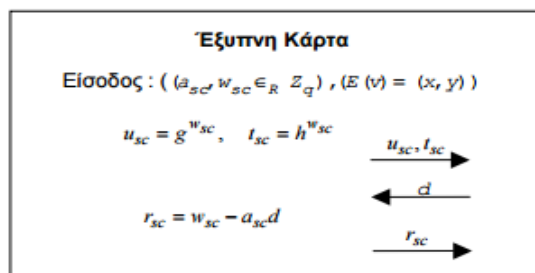 Έξυπνη Κάρτα
Είσοδος : ( (a_sc, w_sc ∈_R Z_q) , (E (v) = (x, y) )
u_sc = g^{w_sc} , t_sc = h^{w_sc}
u_sc, t_sc
d
r_sc = w_sc − a_sc d
r_sc